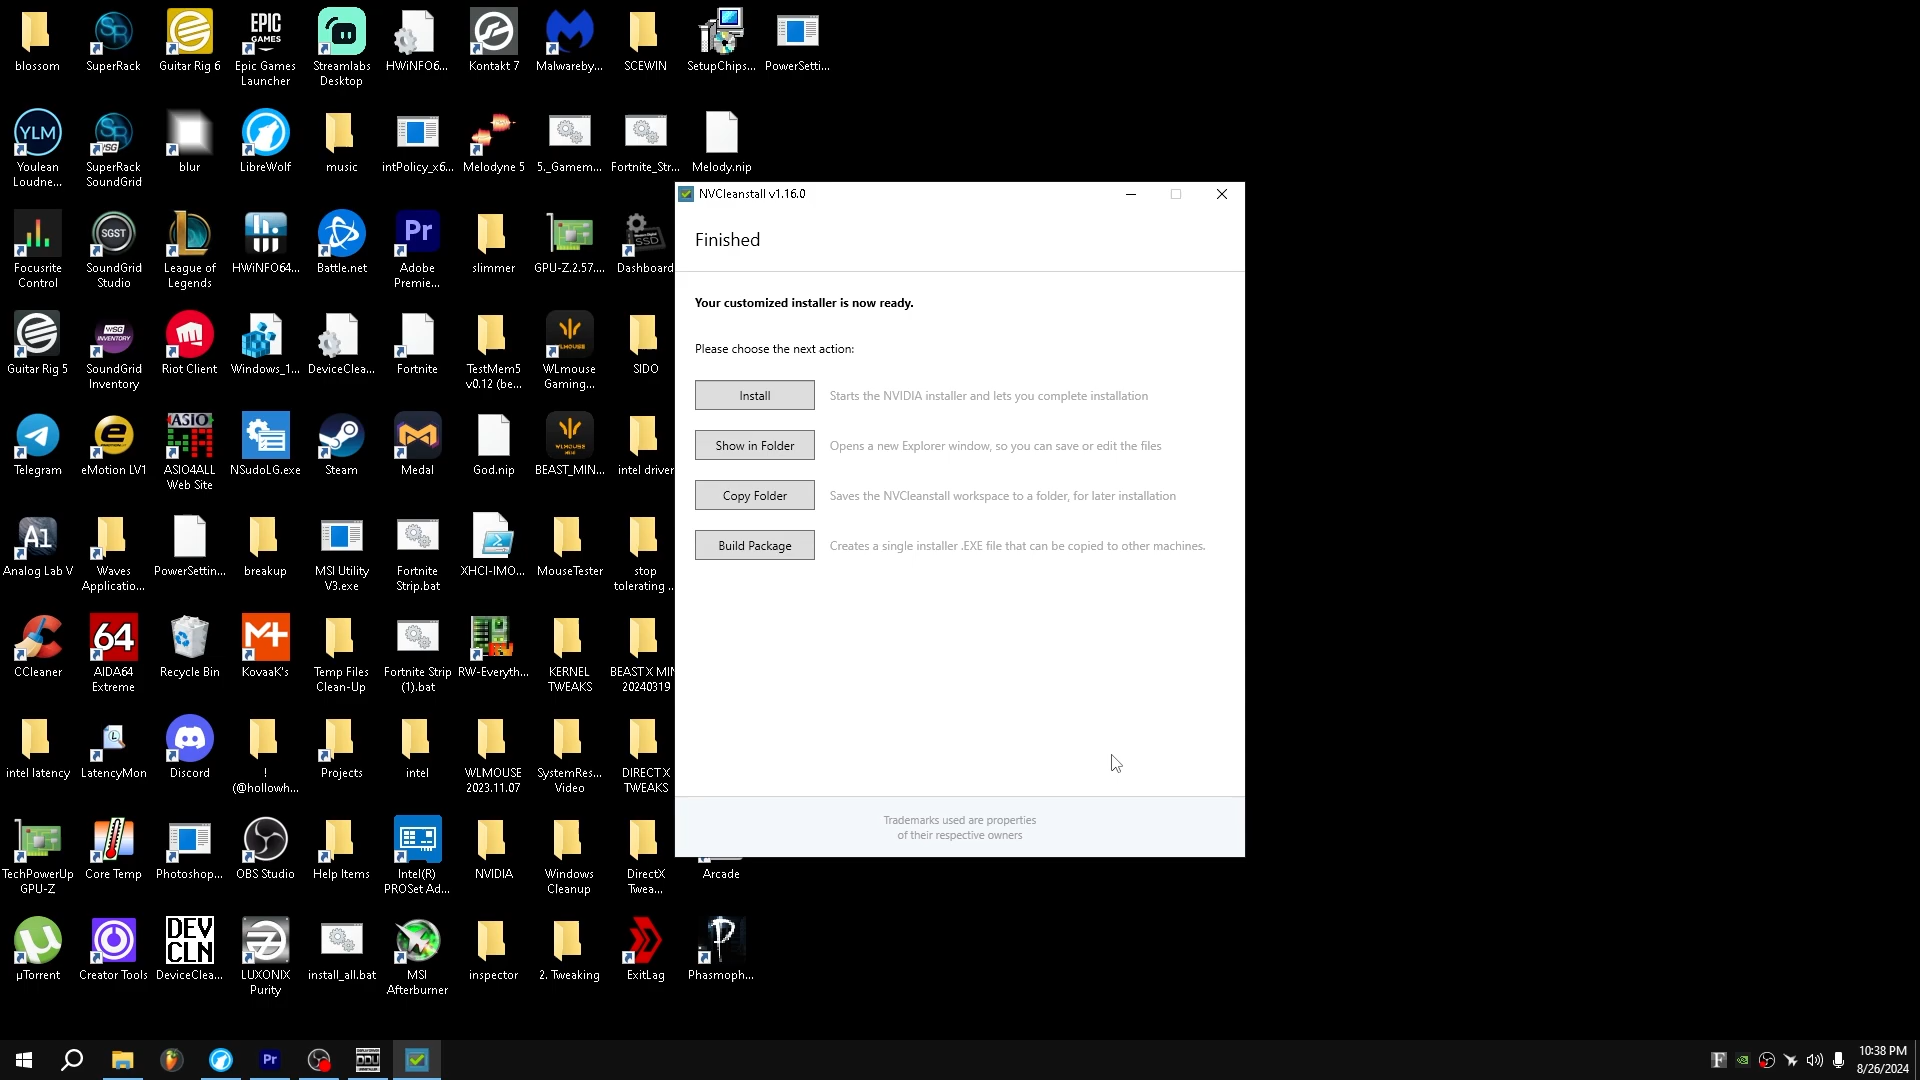 blossom
SuperRack
Guitar Rig 6
Epic Games
Launcher
Streamlabs
Desktop
HWiNFO6...
Kontakt 7
Malwareby...
SCEWIN
SetupChips...
PowerSetti...
EPIC
GAMES
YLM
Youlean
Loudne...
SuperRack
SoundGrid
blur
LibreWolf
music
intPolicy_x6...
Melodyne 5
5._Gamem...
Fortnite_Str...
Melody.nip
NVCleanstall v1.16.0
Finished
Your customized installer is now ready.
Please choose the next action:
Install
Starts the NVIDIA installer and lets you complete installation
Show in Folder
Opens a new Explorer window, so you can save or edit the files
Copy Folder
Saves the NVCleanstall workspace to a folder, for later installation
Build Package
Creates a single installer .EXE file that can be copied to other machines.
Trademarks used are properties
of their respective owners
SGST
Pr
Focusrite
Control
SoundGrid
Studio
League of
Legends
HWiNFO64...
Battle.net
Adobe
Premie...
slimmer
GPU-Z.2.57....
Dashboard
WSG
INVENTORY
Guitar Rig 5
SoundGrid
Inventory
Riot Client
Windows_1...
DeviceClea...
Fortnite
TestMem5
v0.12 (be...
WLmouse
Gaming...
SIDO
ASIO
Telegram
eMotion LV1
ASIO4ALL
Web Site
NSudoLG.exe
Steam
Medal
God.nip
BEAST_MIN...
intel driver
A1
Analog Lab V
Waves
Applicatio...
PowerSettin...
breakup
MSI Utility
V3.exe
Fortnite
Strip.bat
XHCI-IMO...
MouseTester
stop
tolerating ...
64
CCleaner
AIDA64
Extreme
Recycle Bin
KovaaK's
Temp Files
Clean-Up
Fortnite Strip
(1).bat
RW-Everyth...
KERNEL
TWEAKS
BEAST X MIN
20240319
intel latency
LatencyMon
Discord
!
(@hollowh...
Projects
intel
WLMOUSE
2023.11.07
SystemRes...
Video
DIRECTX
TWEAKS
TechPowerUp
GPU-Z
Core Temp
Photoshop...
OBS Studio
Help Items
Intel(R)
PROSet Ad...
NVIDIA
Windows
Cleanup
DirectX
Twea...
Arcade
DEV
CLN
µTorrent
Creator Tools
DeviceClea...
LUXONIX
Purity
install_all.bat
MSI
Afterburner
inspector
2. Tweaking
ExitLag
Phasmoph...
Pr
DDU
10:38 PM
8/26/2024